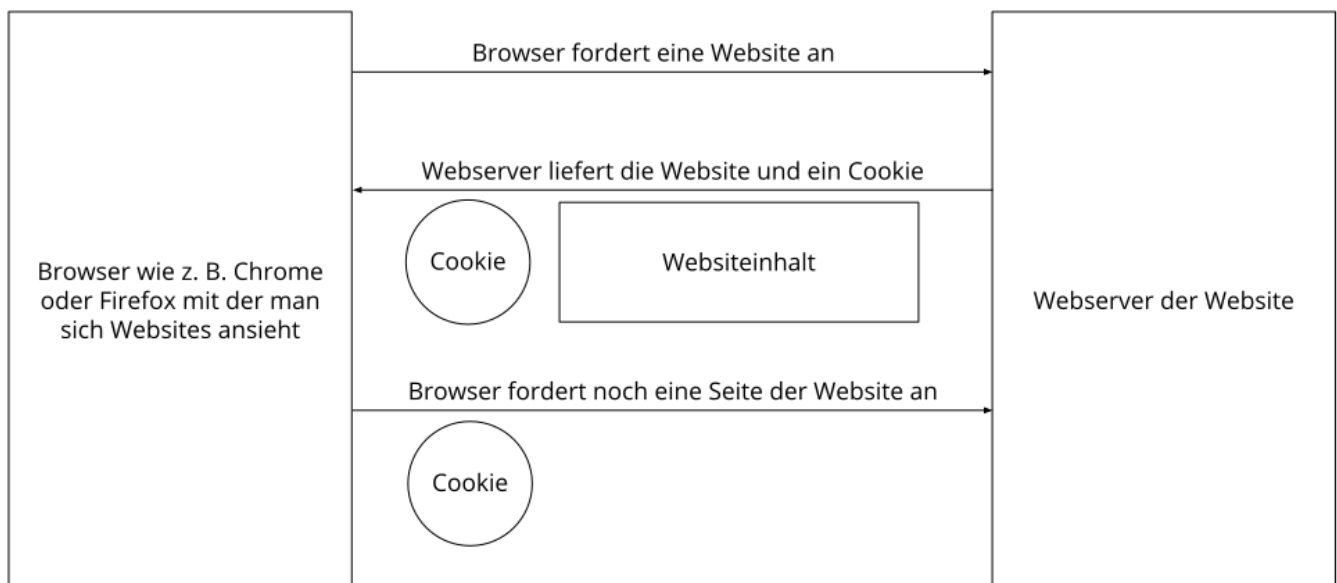 Browser fordert eine Website an
Webserver liefert die Website und ein Cookie
Cookie
Websiteinhalt
Browser wie z. B. Chrome
oder Firefox mit der man
sich Websites ansieht
Webserver der Website
Browser fordert noch eine Seite der Website an
Cookie